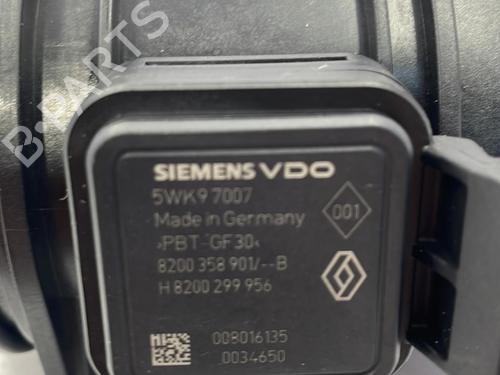 B-PARTS
SIEMENS VDO
5WK9 7007
Made in Germany
>PBT-GF30<
8200 358 901/--B
H 8200 299 956
001
008016135
0034650